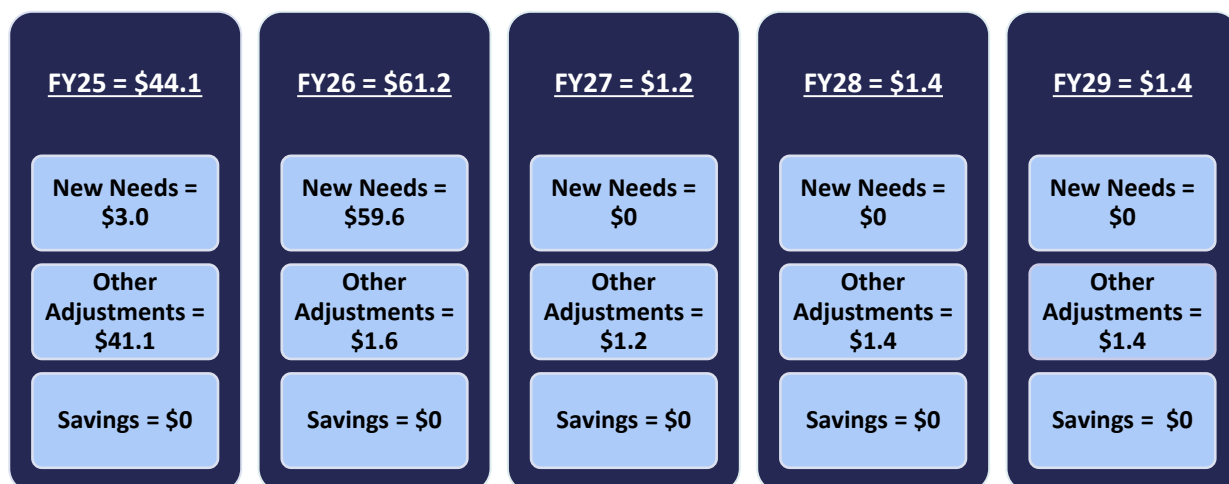 FY25 = $44.1
New Needs =
$3.0
Other
Adjustments =
$41.1
Savings = $0
FY26 = $61.2
New Needs =
$59.6
Other
Adjustments =
$1.6
Savings = $0
FY27 = $1.2
New Needs =
$0
Other
Adjustments =
$1.2
Savings = $0
FY28 = $1.4
New Needs =
$0
Other
Adjustments =
$1.4
Savings = $0
FY29 = $1.4
New Needs =
$0
Other
Adjustments =
$1.4
Savings =  $0